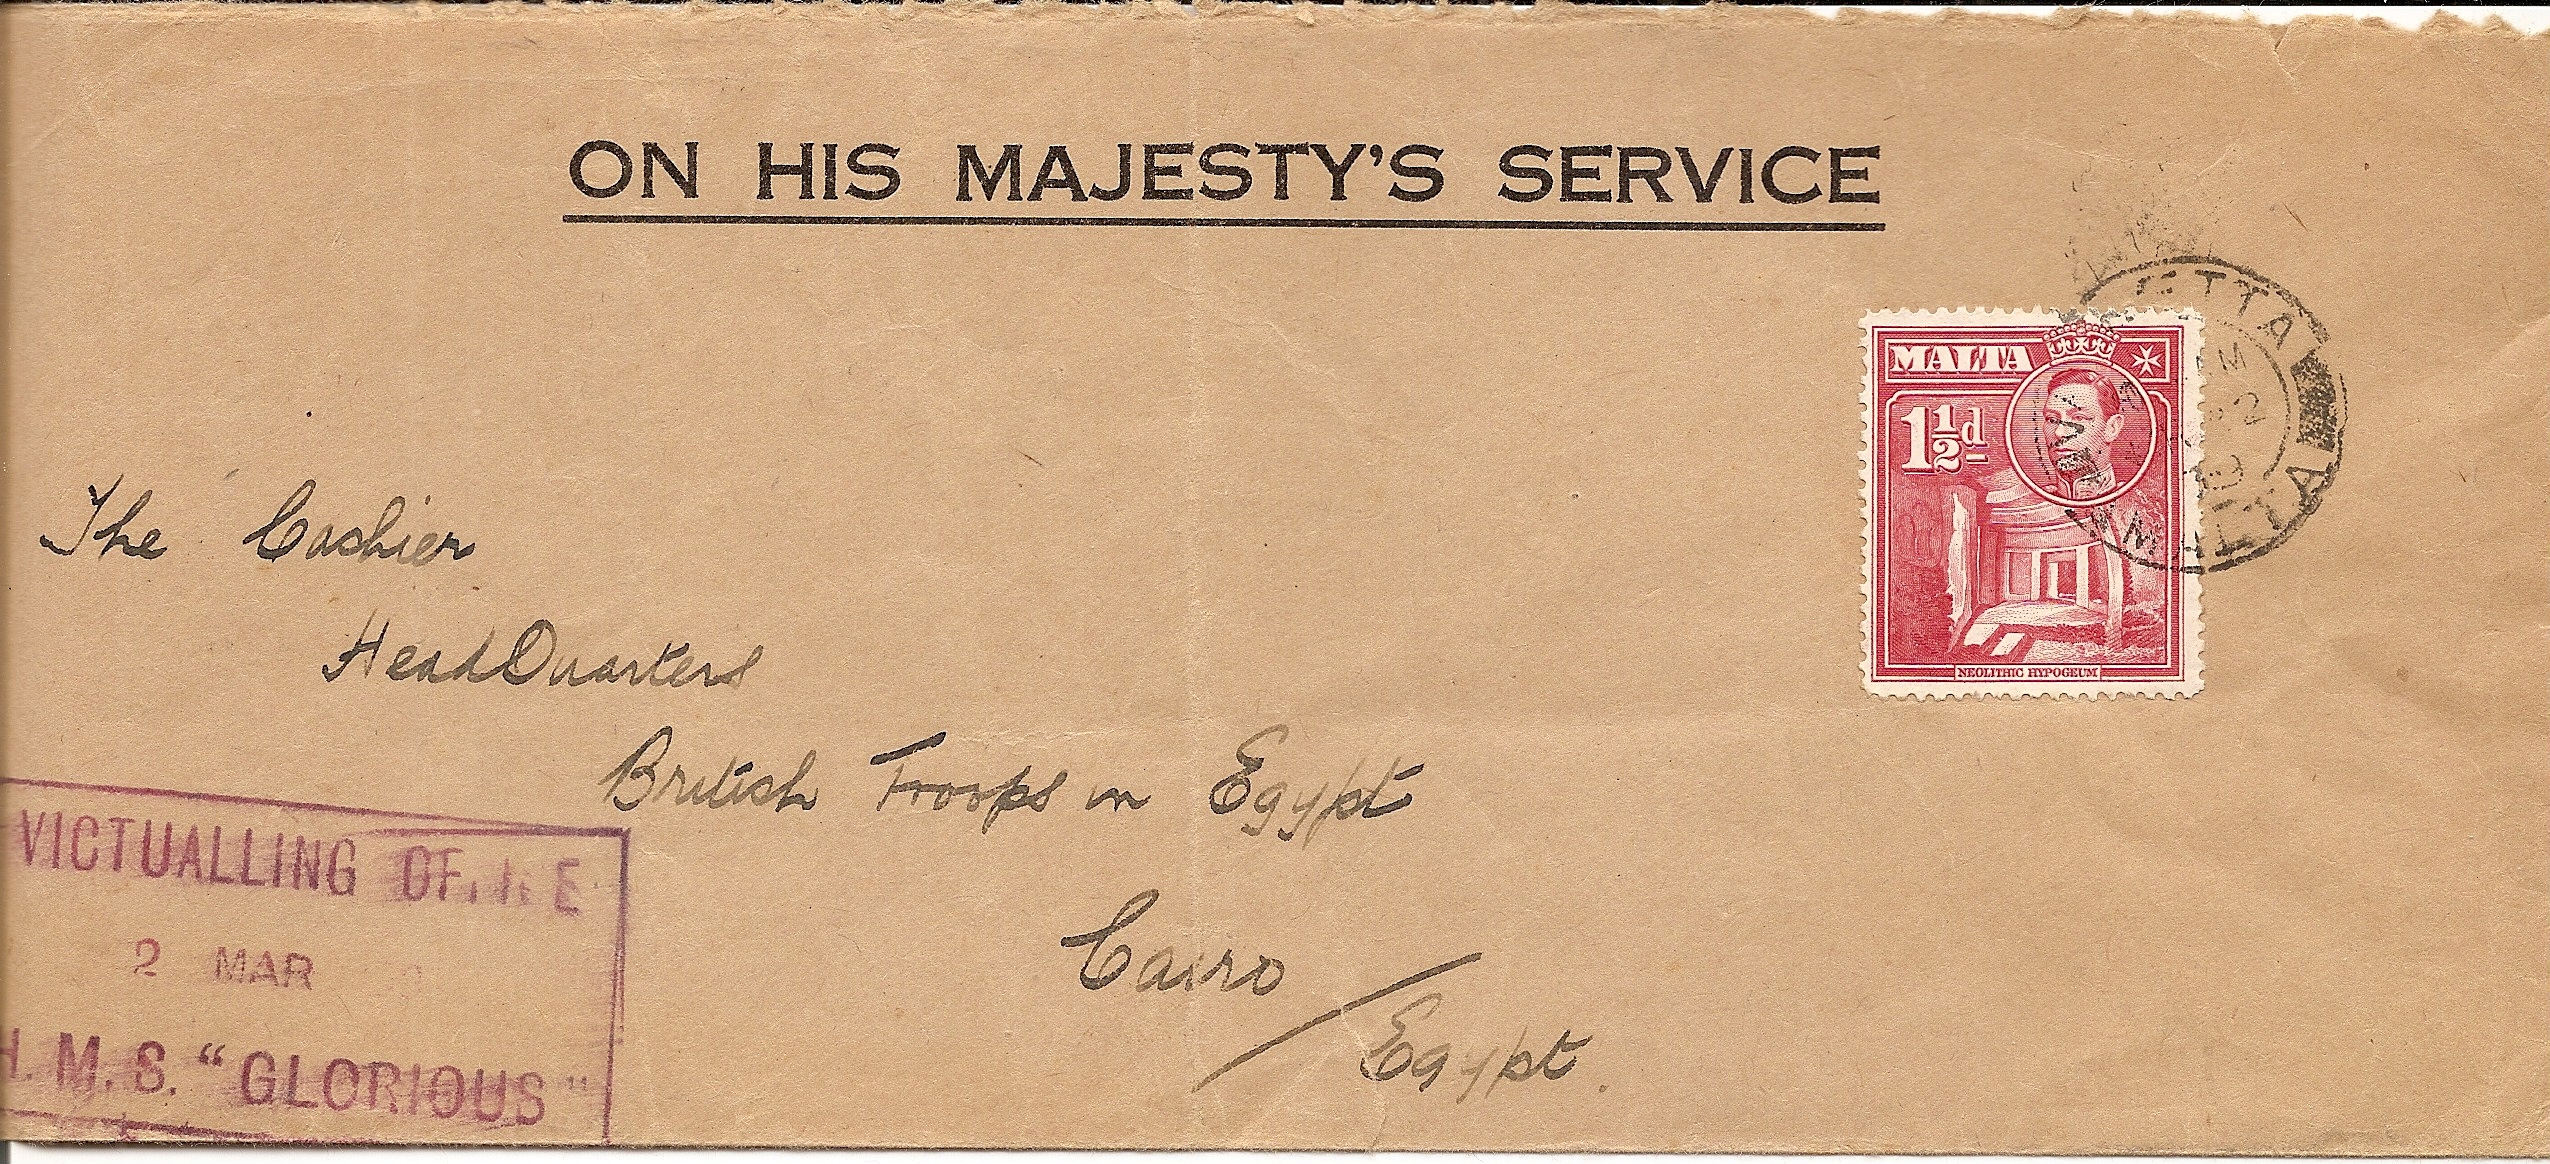 ON HIS MAJESTY'S SERVICE
MALTA
1½d
NEOLITHIC HYPOGEUM
MALTA
The Cashier
HeadQuarters
British Troops in Egypt
Cairo
Egypt.
VICTUALLING
2 MAR
H.M.S. "GLORIOUS"